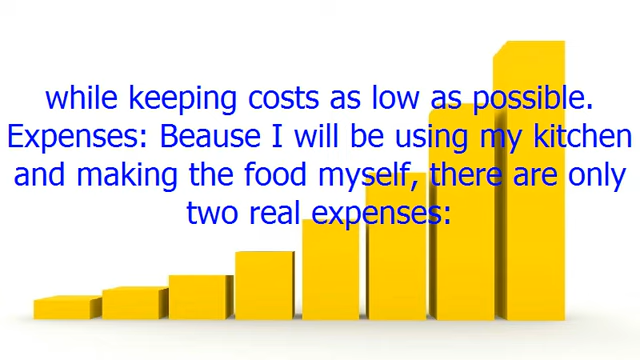 while keeping costs as low as possible.
Expenses: Beause I will be using my kitchen
and making the food myself, there are only
two real expenses: